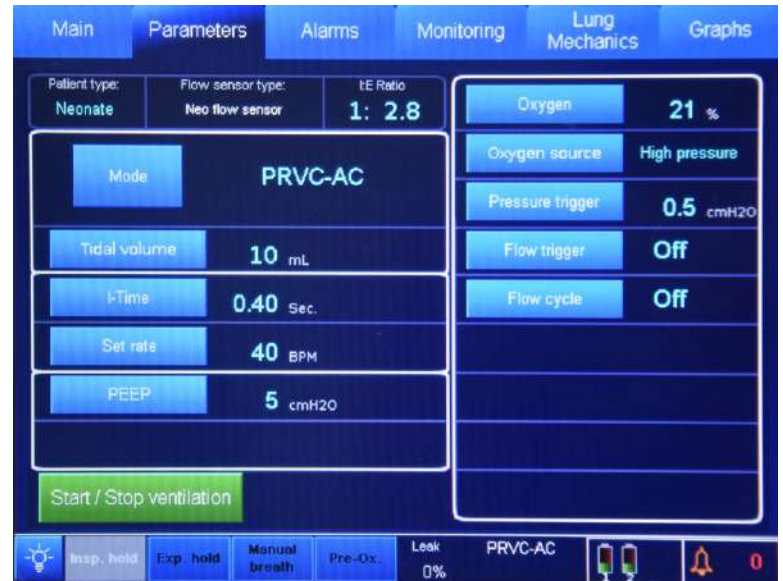 Main Parameters Alarms Monitoring Lung Mechanics Graphs
Patient type: Flow sensor type: I:E Ratio
Neonate Neo flow sensor 1: 2.8
Mode PRVC-AC
Tidal volume 10 mL
I-Time 0.40 Sec.
Set rate 40 BPM
PEEP 5 cmH2O
Start / Stop ventilation
Oxygen 21 %
Oxygen source High pressure
Pressure trigger 0.5 cmH2O
Flow trigger Off
Flow cycle Off
Insp. hold Exp. hold Manual breath Pre-Ox. Leak 0% PRVC-AC 1 2 0